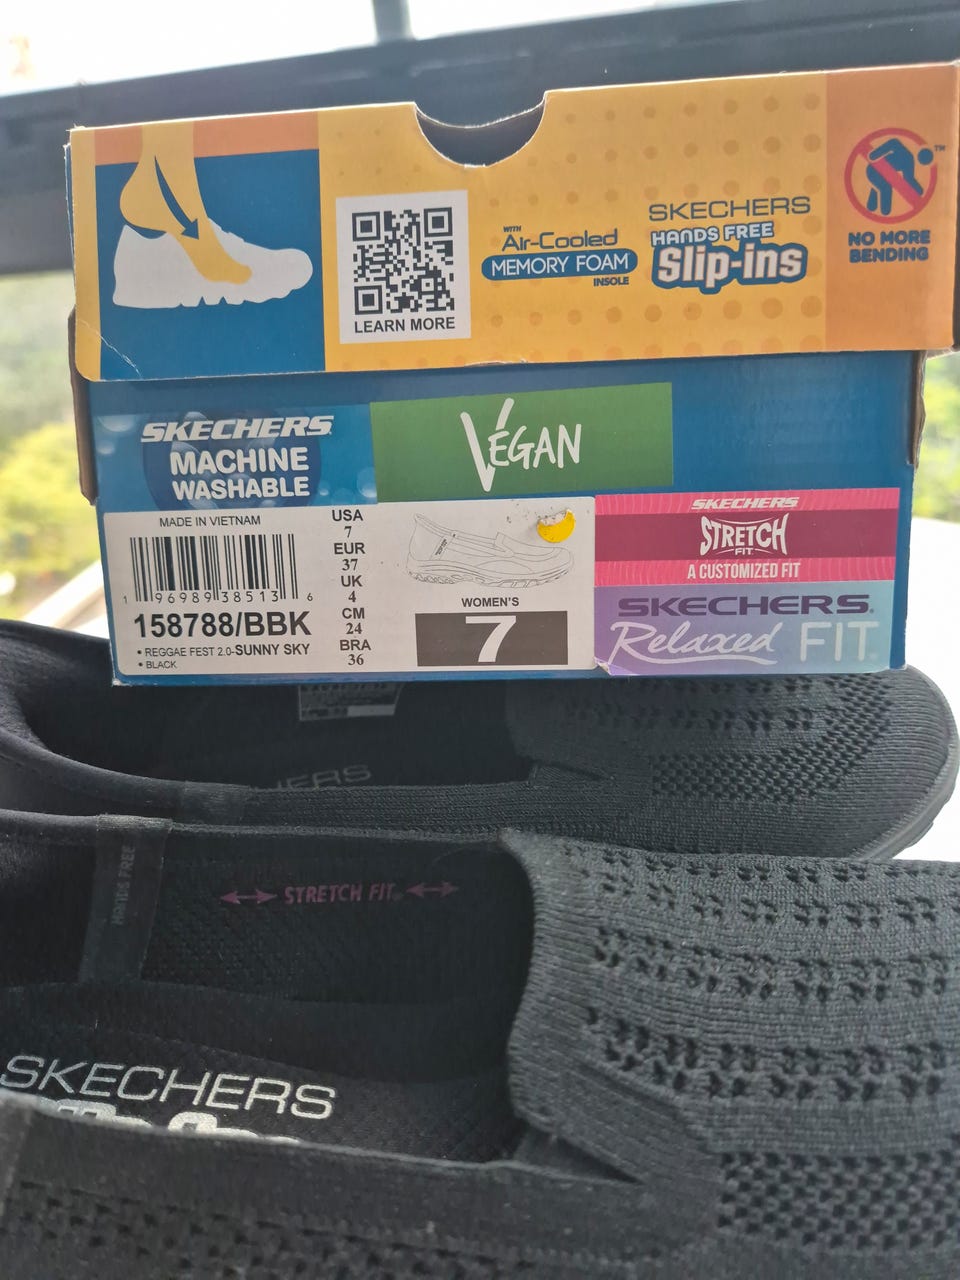 WITH
Air-Cooled
MEMORY FOAM
INSOLE
SKECHERS
HANDS FREE
Slip-ins
TM
NO MORE
BENDING
LEARN MORE
SKECHERS
MACHINE
WASHABLE
VEGAN
MADE IN VIETNAM
1 96989 38513 6
158788/BBK
• REGGAE FEST 2.0-SUNNY SKY
• BLACK
USA
7
EUR
37
UK
4
CM
24
BRA
36
WOMEN'S
7
SKECHERS
STRETCH
FIT
A CUSTOMIZED FIT
SKECHERS
Relaxed FIT
HANDS FREE
STRETCH FIT
SKECHERS